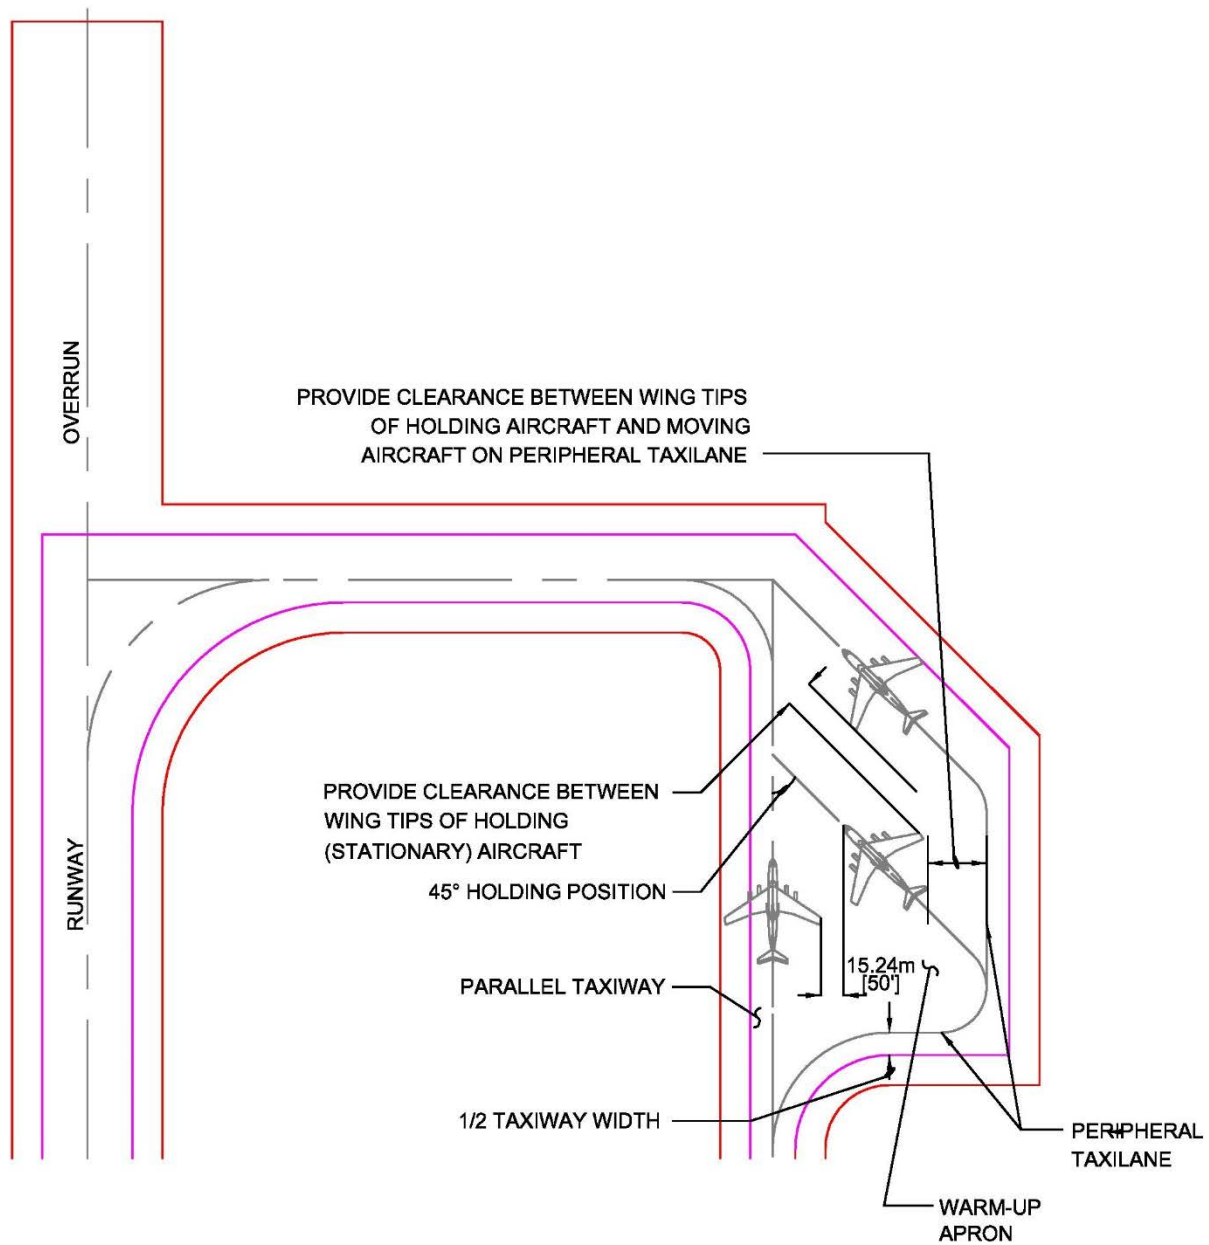 OVERRUN
PROVIDE CLEARANCE BETWEEN WING TIPS
OF HOLDING AIRCRAFT AND MOVING
AIRCRAFT ON PERIPHERAL TAXILANE
RUNWAY
PROVIDE CLEARANCE BETWEEN
WING TIPS OF HOLDING
(STATIONARY) AIRCRAFT
45° HOLDING POSITION
15.24m
[50']
PARALLEL TAXIWAY
1/2 TAXIWAY WIDTH
PERIPHERAL
TAXILANE
WARM-UP
APRON